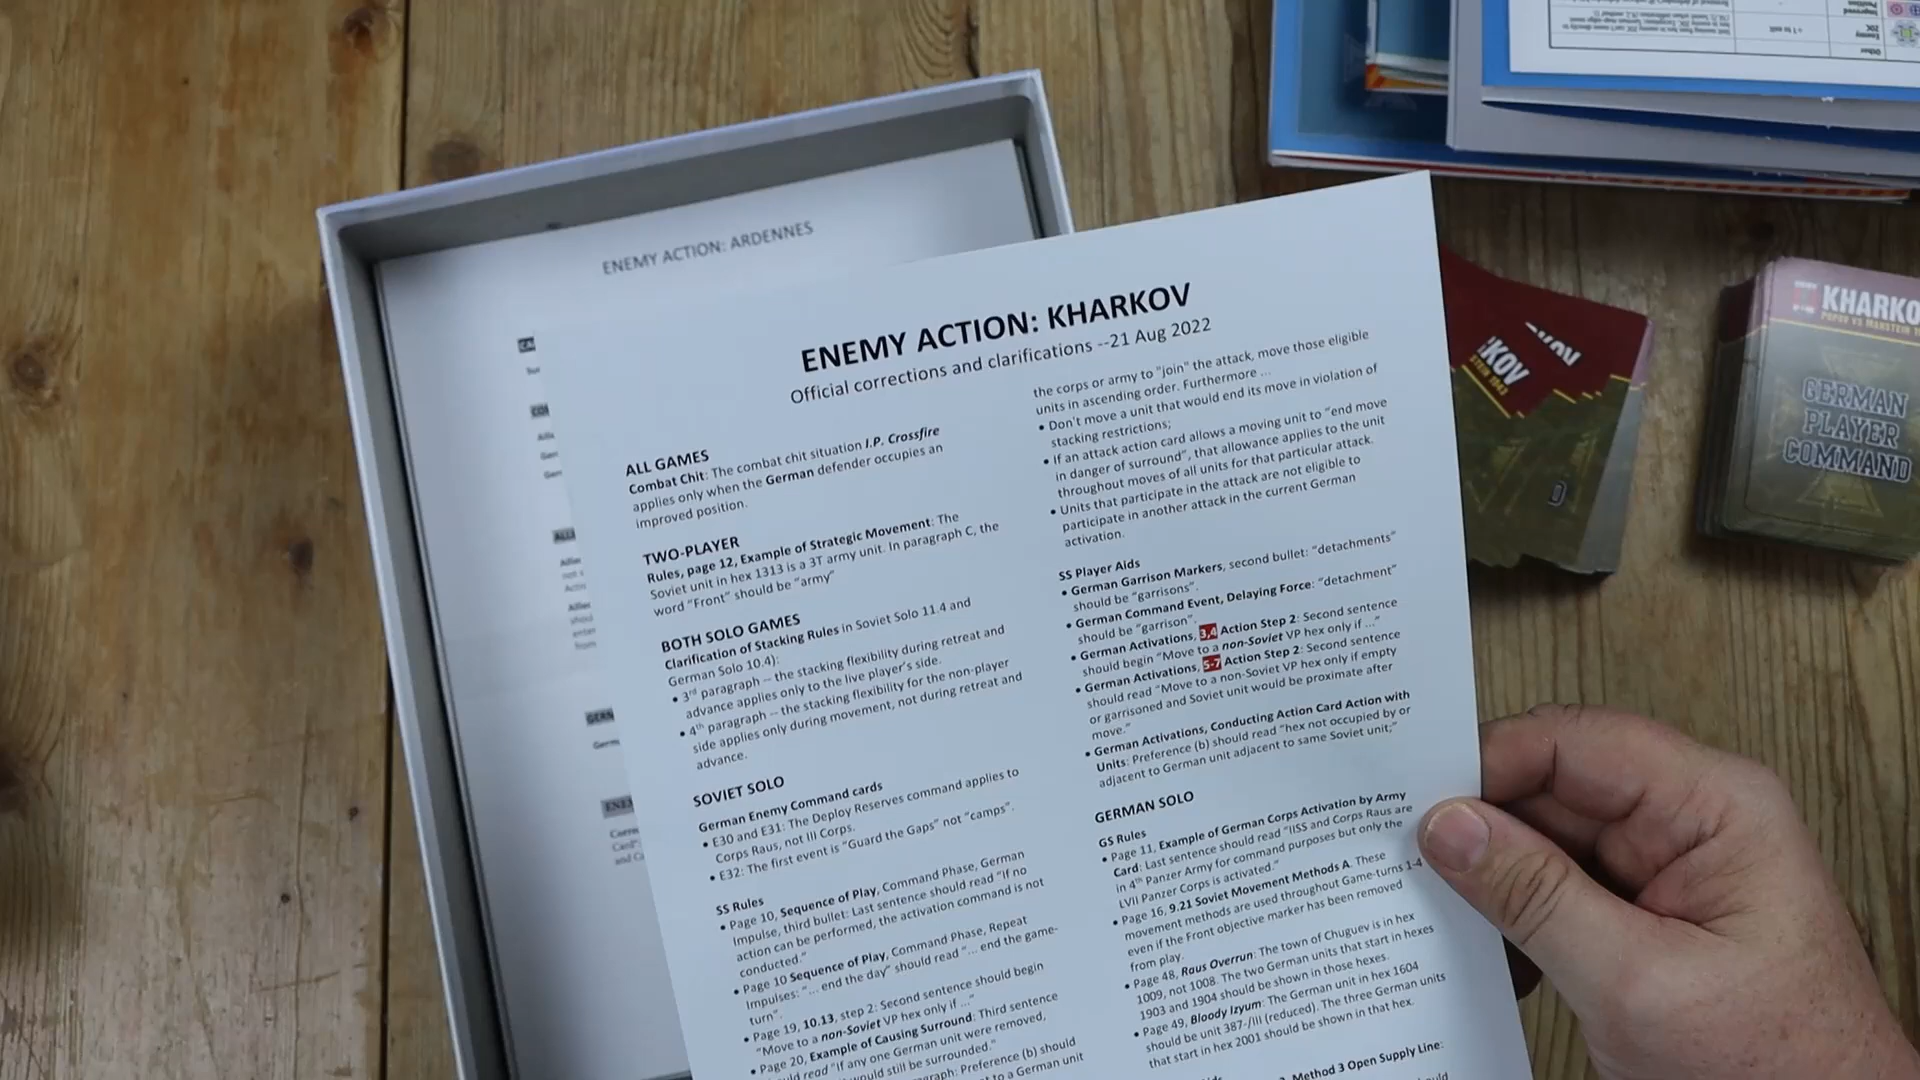 ENEMY ACTION: ARDENNES
ENEMY ACTION: KHARKOV
Official corrections and clarifications --21 Aug 2022
ALL GAMES
Combat Chit: The combat chit situation I.P. Crossfire
applies only when the German defender occupies an
improved position.
TWO-PLAYER
Rules, page 12, Example of Strategic Movement: The
Soviet unit in hex 1313 is a 3T army unit. In paragraph C, the
word "Front" should be "army"
BOTH SOLO GAMES
Clarification of Stacking Rules in Soviet Solo 11.4 and
German Solo 10.4):
• 3rd paragraph -- the stacking flexibility during retreat and
advance applies only to the live player's side.
• 4th paragraph -- the stacking flexibility for the non-player
side applies only during movement, not during retreat and
advance.
SOVIET SOLO
German Enemy Command cards
• E30 and E31: The Deploy Reserves command applies to
Corps Raus, not III Corps.
• E32: The first event is "Guard the Gaps" not "camps".
SS Rules
• Page 10, Sequence of Play, Command Phase, German
Impulse, third bullet: Last sentence should read "If no
action can be performed, the activation command is not
conducted."
• Page 10 Sequence of Play, Command Phase, Repeat
Impulses: "... end the day" should read "... end the game-
turn".
• Page 19, 10.13, step 2: Second sentence should begin
"Move to a non-Soviet VP hex only if ..."
• Page 20, Example of Causing Surround: Third sentence
should read "If any one German unit were removed,
would still be surrounded."
Preference (b) should
to a German unit
the corps or army to "join" the attack, move those eligible
units in ascending order. Furthermore ...
• Don't move a unit that would end its move in violation of
stacking restrictions;
• If an attack action card allows a moving unit to "end move
in danger of surround", that allowance applies to the unit
throughout moves of all units for that particular attack.
• Units that participate in the attack are not eligible to
participate in another attack in the current German
activation.
SS Player Aids
• German Garrison Markers, second bullet: "detachments"
should be "garrisons".
• German Command Event, Delaying Force: "detachment"
should be "garrison".
• German Activations, 3,4 Action Step 2: Second sentence
should begin "Move to a non-Soviet VP hex only if ..."
• German Activations, 5-7 Action Step 2: Second sentence
should read "Move to a non-Soviet VP hex only if empty
or garrisoned and Soviet unit would be proximate after
move."
• German Activations, Conducting Action Card Action with
Units: Preference (b) should read "hex not occupied by or
adjacent to German unit adjacent to same Soviet unit;"
GERMAN SOLO
GS Rules
• Page 11, Example of German Corps Activation by Army
Card: Last sentence should read "IISS and Corps Raus are
in 4th Panzer Army for command purposes but only the
LVII Panzer Corps is activated."
• Page 16, 9.21 Soviet Movement Methods A. These
movement methods are used throughout Game-turns 1-4
even if the Front objective marker has been removed
from play.
• Page 48, Raus Overrun: The town of Chuguev is in hex
1009, not 1008. The two German units that start in hexes
1903 and 1904 should be shown in those hexes.
• Page 49, Bloody Izyum: The German unit in hex 1604
should be unit 387-/III (reduced). The three German units
that start in hex 2001 should be shown in that hex.
Method 3 Open Supply Line:
KHARKO
GERMAN
PLAYER
COMMAND